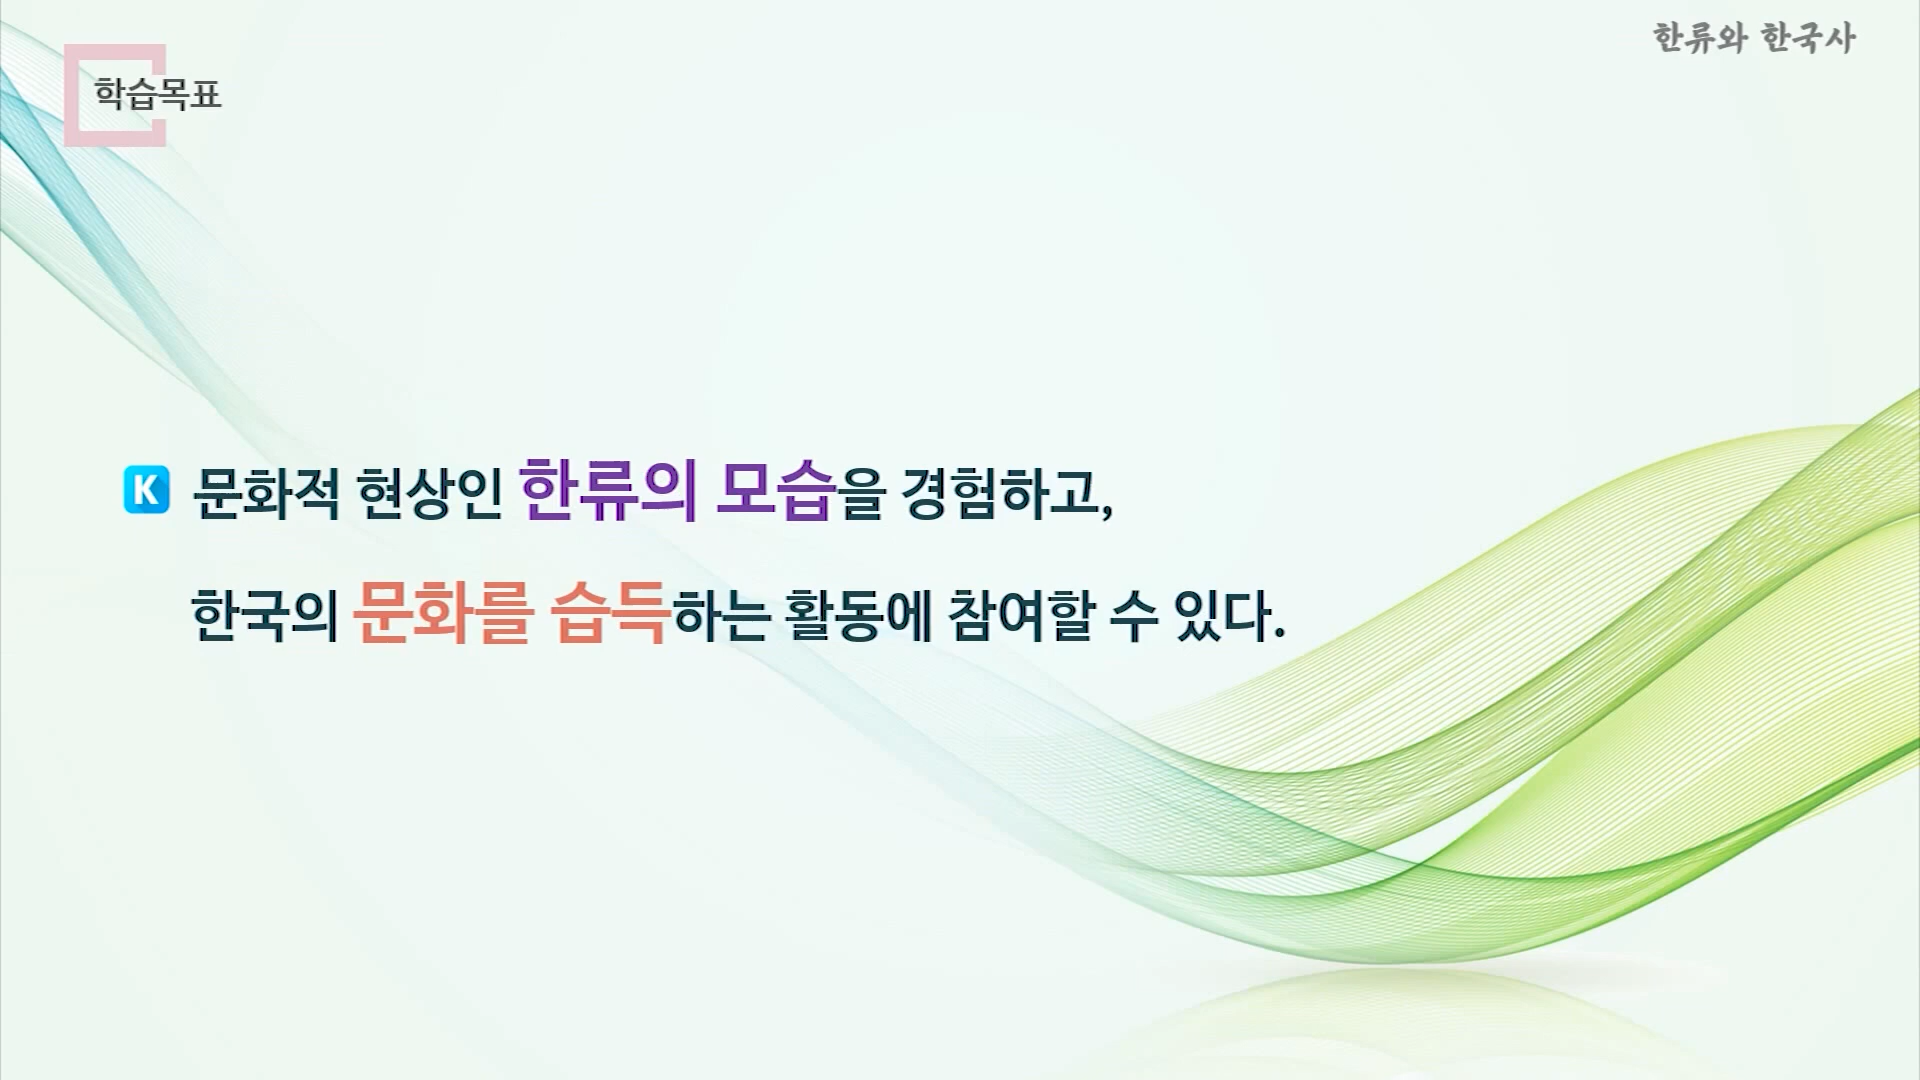 한류와 한국사
학습목표
K 문화적 현상인 한류의 모습을 경험하고,
한국의 문화를 습득하는 활동에 참여할 수 있다.